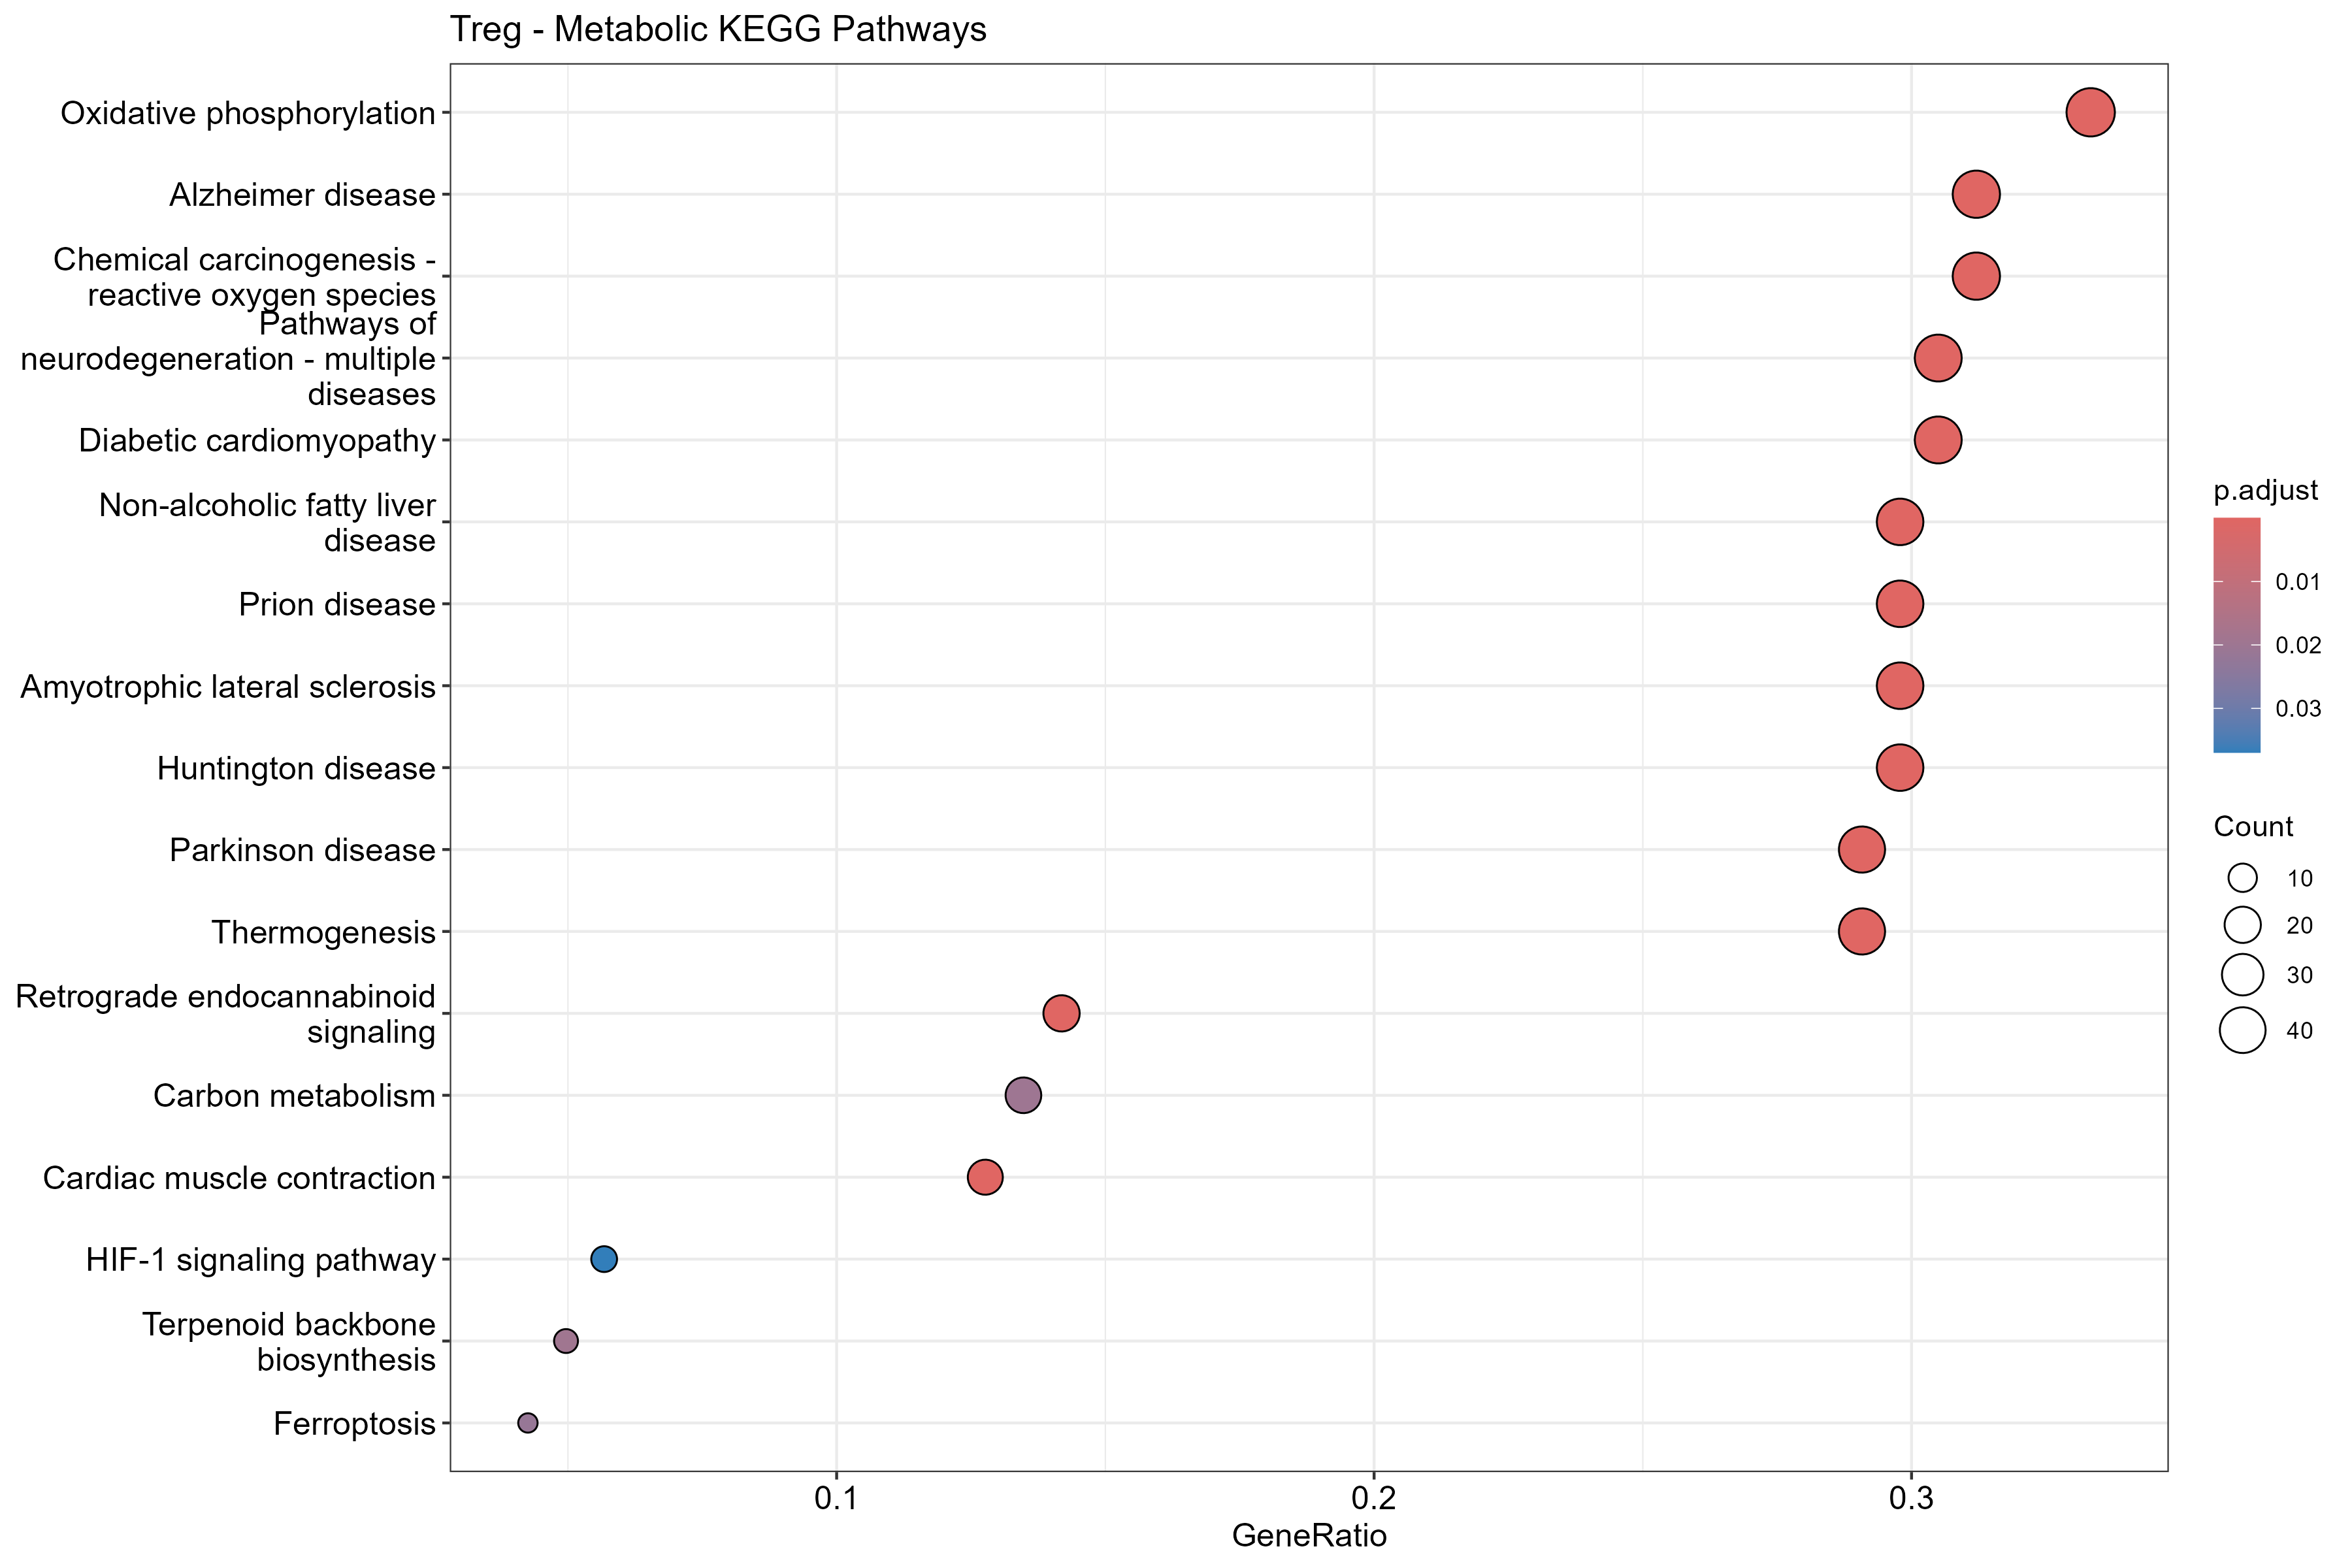 Treg - Metabolic KEGG Pathways
Oxidative phosphorylation
Alzheimer disease
Chemical carcinogenesis -
reactive oxygen species
Pathways of
neurodegeneration - multiple
diseases
Diabetic cardiomyopathy
Non-alcoholic fatty liver
disease
Prion disease
Amyotrophic lateral sclerosis
Huntington disease
Parkinson disease
Thermogenesis
Retrograde endocannabinoid
signaling
Carbon metabolism
Cardiac muscle contraction
HIF-1 signaling pathway
Terpenoid backbone
biosynthesis
Ferroptosis
0.1 0.2 0.3
GeneRatio
p.adjust
0.01
0.02
0.03
Count
10
20
30
40